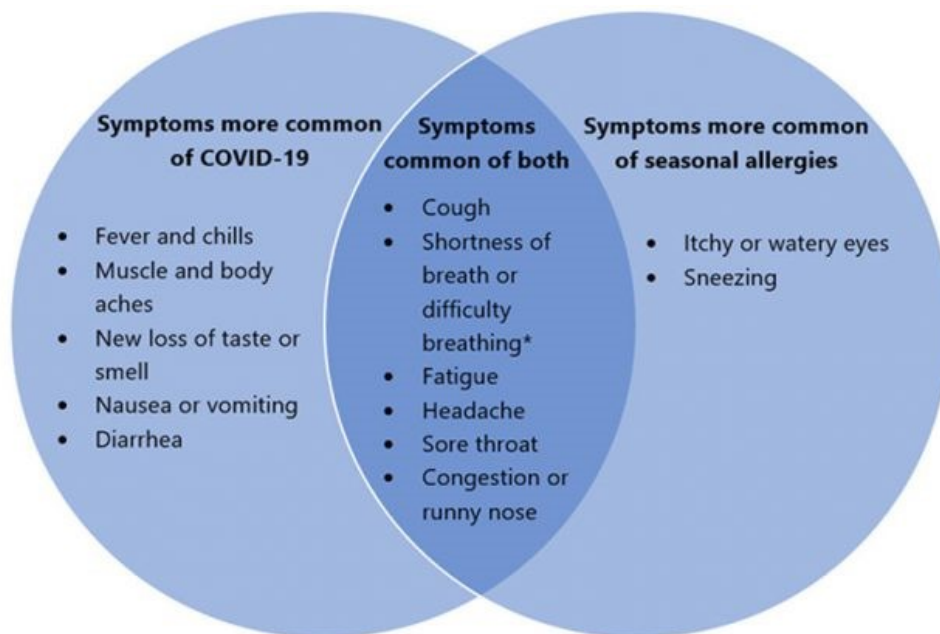 Symptoms more common
of COVID-19
• Fever and chills
• Muscle and body
aches
• New loss of taste or
smell
• Nausea or vomiting
• Diarrhea
Symptoms
common of both
• Cough
• Shortness of
breath or
difficulty
breathing*
• Fatigue
• Headache
• Sore throat
• Congestion or
runny nose
Symptoms more common
of seasonal allergies
• Itchy or watery eyes
• Sneezing